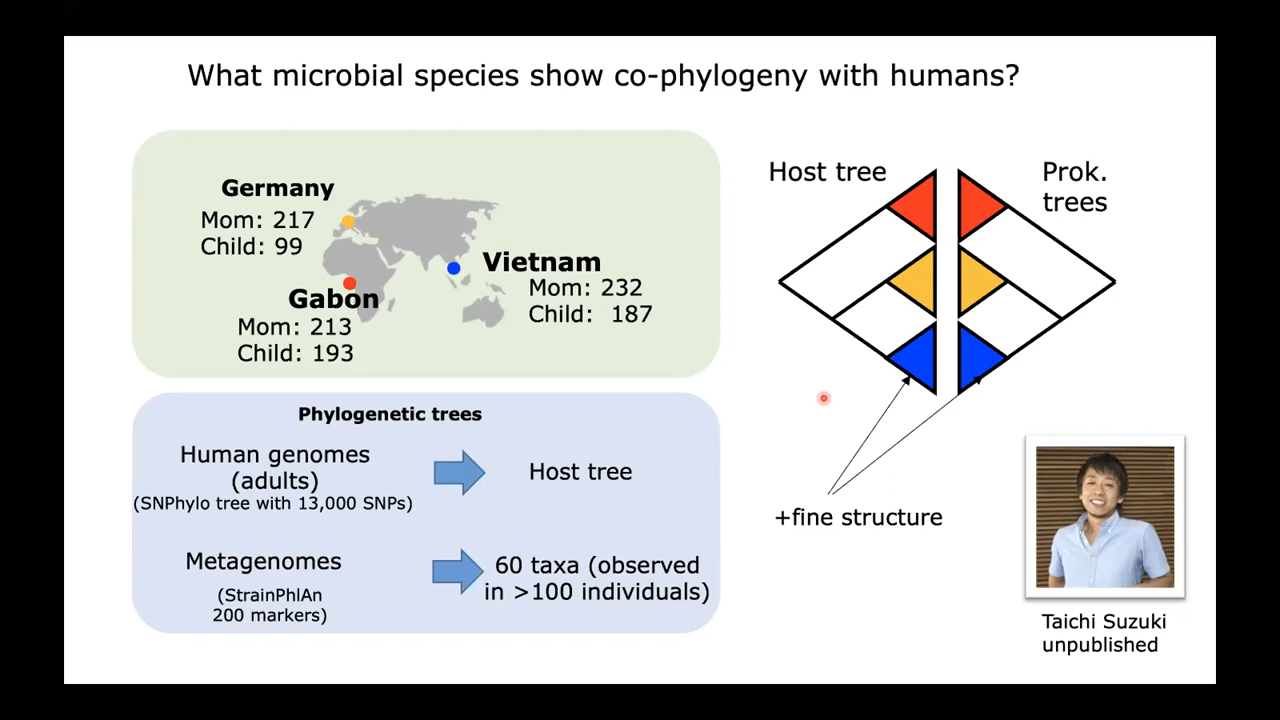 What microbial species show co-phylogeny with humans?
Germany
Mom: 217
Child: 99
Vietnam
Mom: 232
Child: 187
Gabon
Mom: 213
Child: 193
Phylogenetic trees
Human genomes
(adults)
(SNPhylo tree with 13,000 SNPs)
Host tree
Metagenomes
(StrainPhlAn
200 markers)
60 taxa (observed
in >100 individuals)
Host tree
Prok.
trees
+fine structure
Taichi Suzuki
unpublished